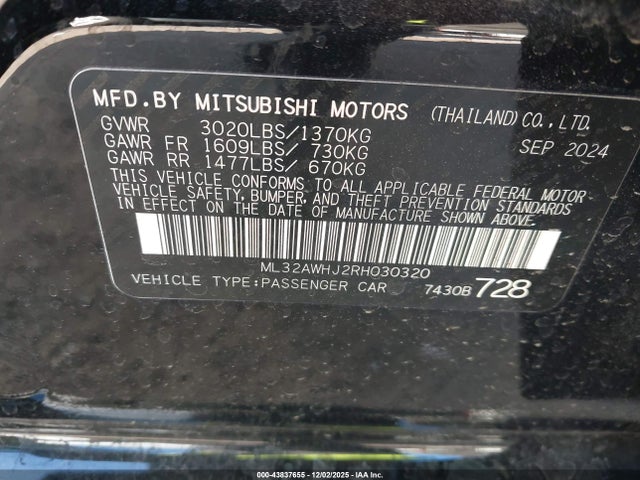 MFD.BY MITSUBISHI MOTORS (THAILAND)CO.,LTD.
GVWR 3020LBS/1370KG SEP 2024
GAWR FR 1609LBS/ 730KG
GAWR RR 1477LBS/ 670KG
THIS VEHICLE CONFORMS TO ALL APPLICABLE FEDERAL MOTOR
VEHICLE SAFETY, BUMPER, AND THEFT PREVENTION STANDARDS
IN EFFECT ON THE DATE OF MANUFACTURE SHOWN ABOVE.
ML32AWHJ2RH030320
VEHICLE TYPE:PASSENGER CAR 7430B 728
000-43837655 - 12/02/2025 - IAA Inc.